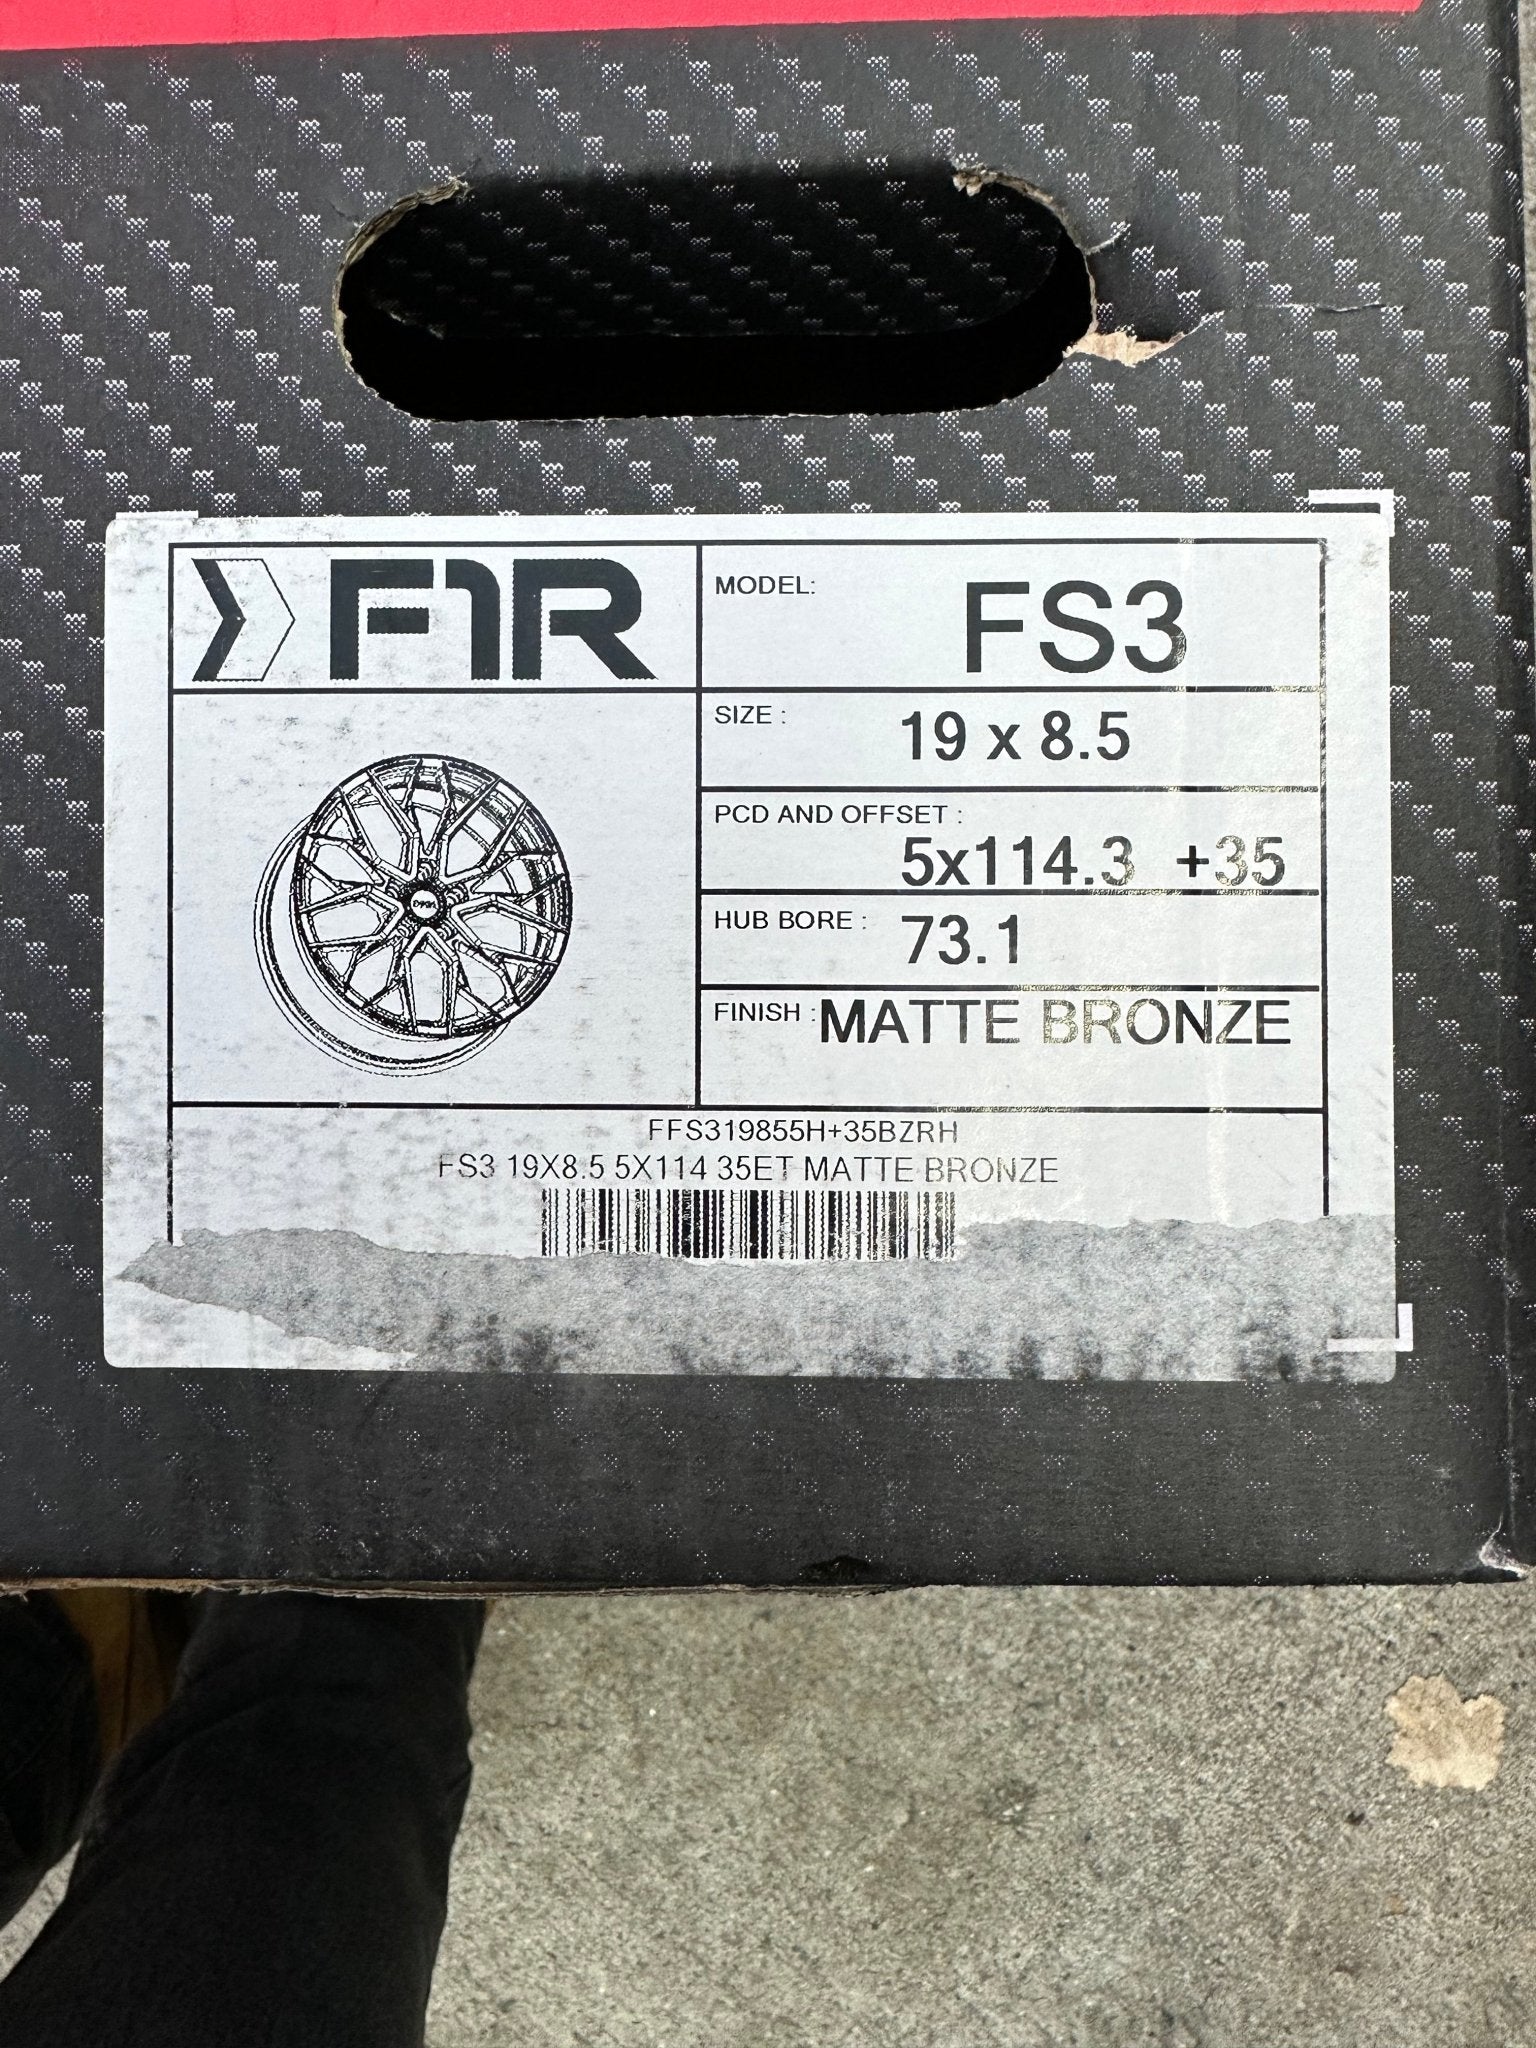 F1R
MODEL: FS3
SIZE : 19 x 8.5
PCD AND OFFSET :
5x114.3 +35
HUB BORE : 73.1
FINISH : MATTE BRONZE
FFS319855H+35BZRH
FS3 19X8.5 5X114 35ET MATTE BRONZE